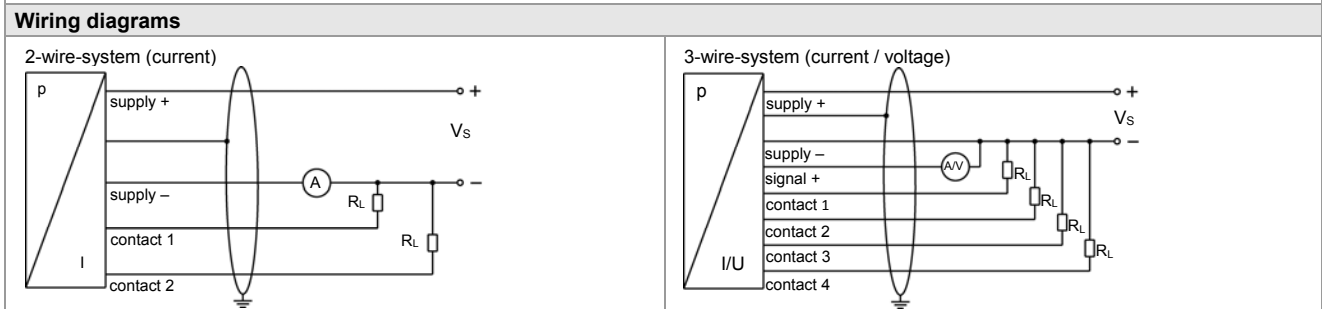 Wiring diagrams
2-wire-system (current)
p
supply +
+
VS
A
–
supply –
RL
contact 1
RL
I
contact 2
3-wire-system (current / voltage)
p
supply +
+
VS
–
supply –
A/V
signal +
RL
contact 1
RL
contact 2
RL
contact 3
RL
I/U
contact 4